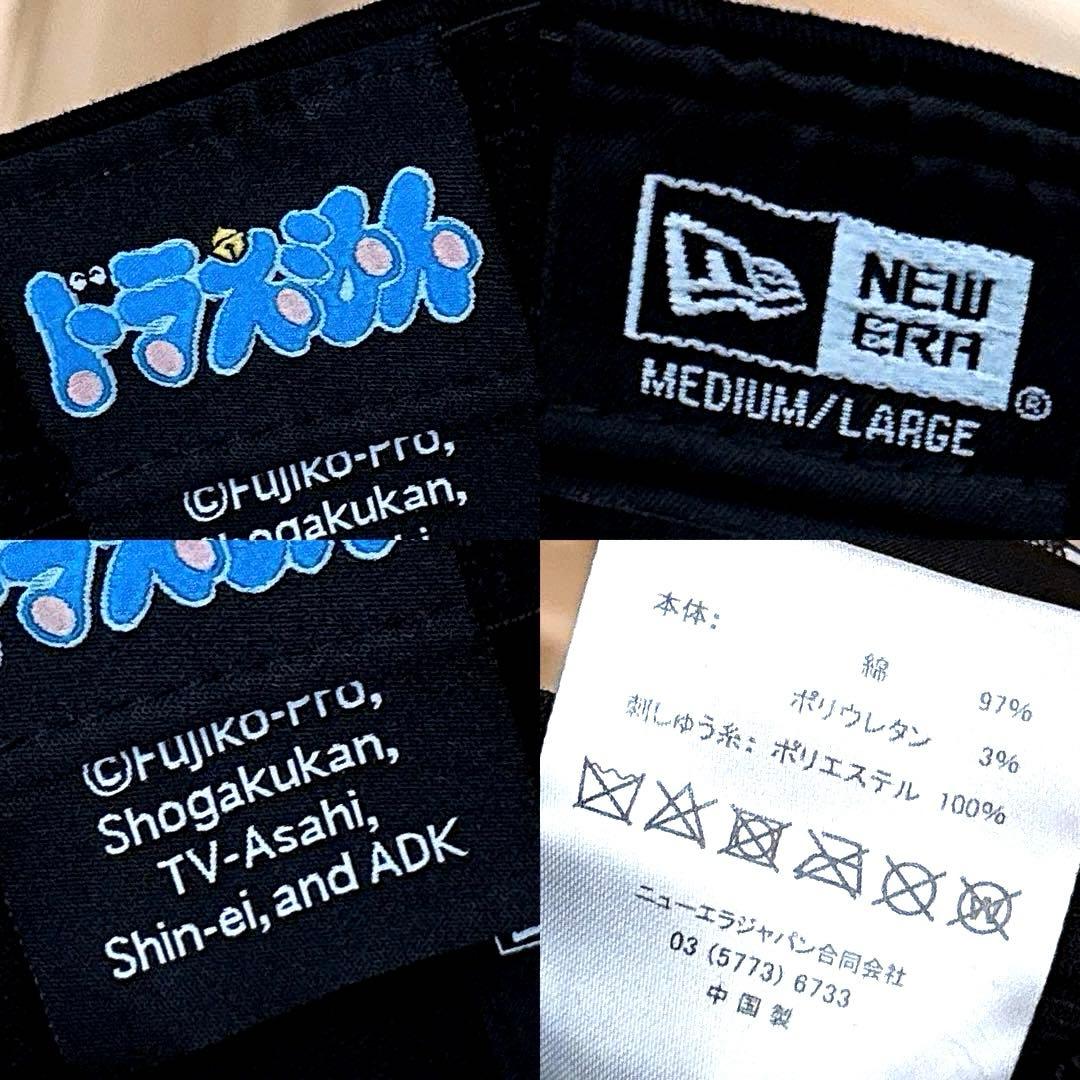 ドラえもん
©Fujiko-Pro,
Shogakukan,
NEW
ERA®
MEDIUM/LARGE
©Fujiko-Pro,
Shogakukan,
TV-Asahi,
Shin-ei, and ADK
本体:
綿 97%
ポリウレタン 3%
刺しゅう糸: ポリエステル 100%
W
ニューエラジャパン合同会社
03 (5773) 6733
中国製